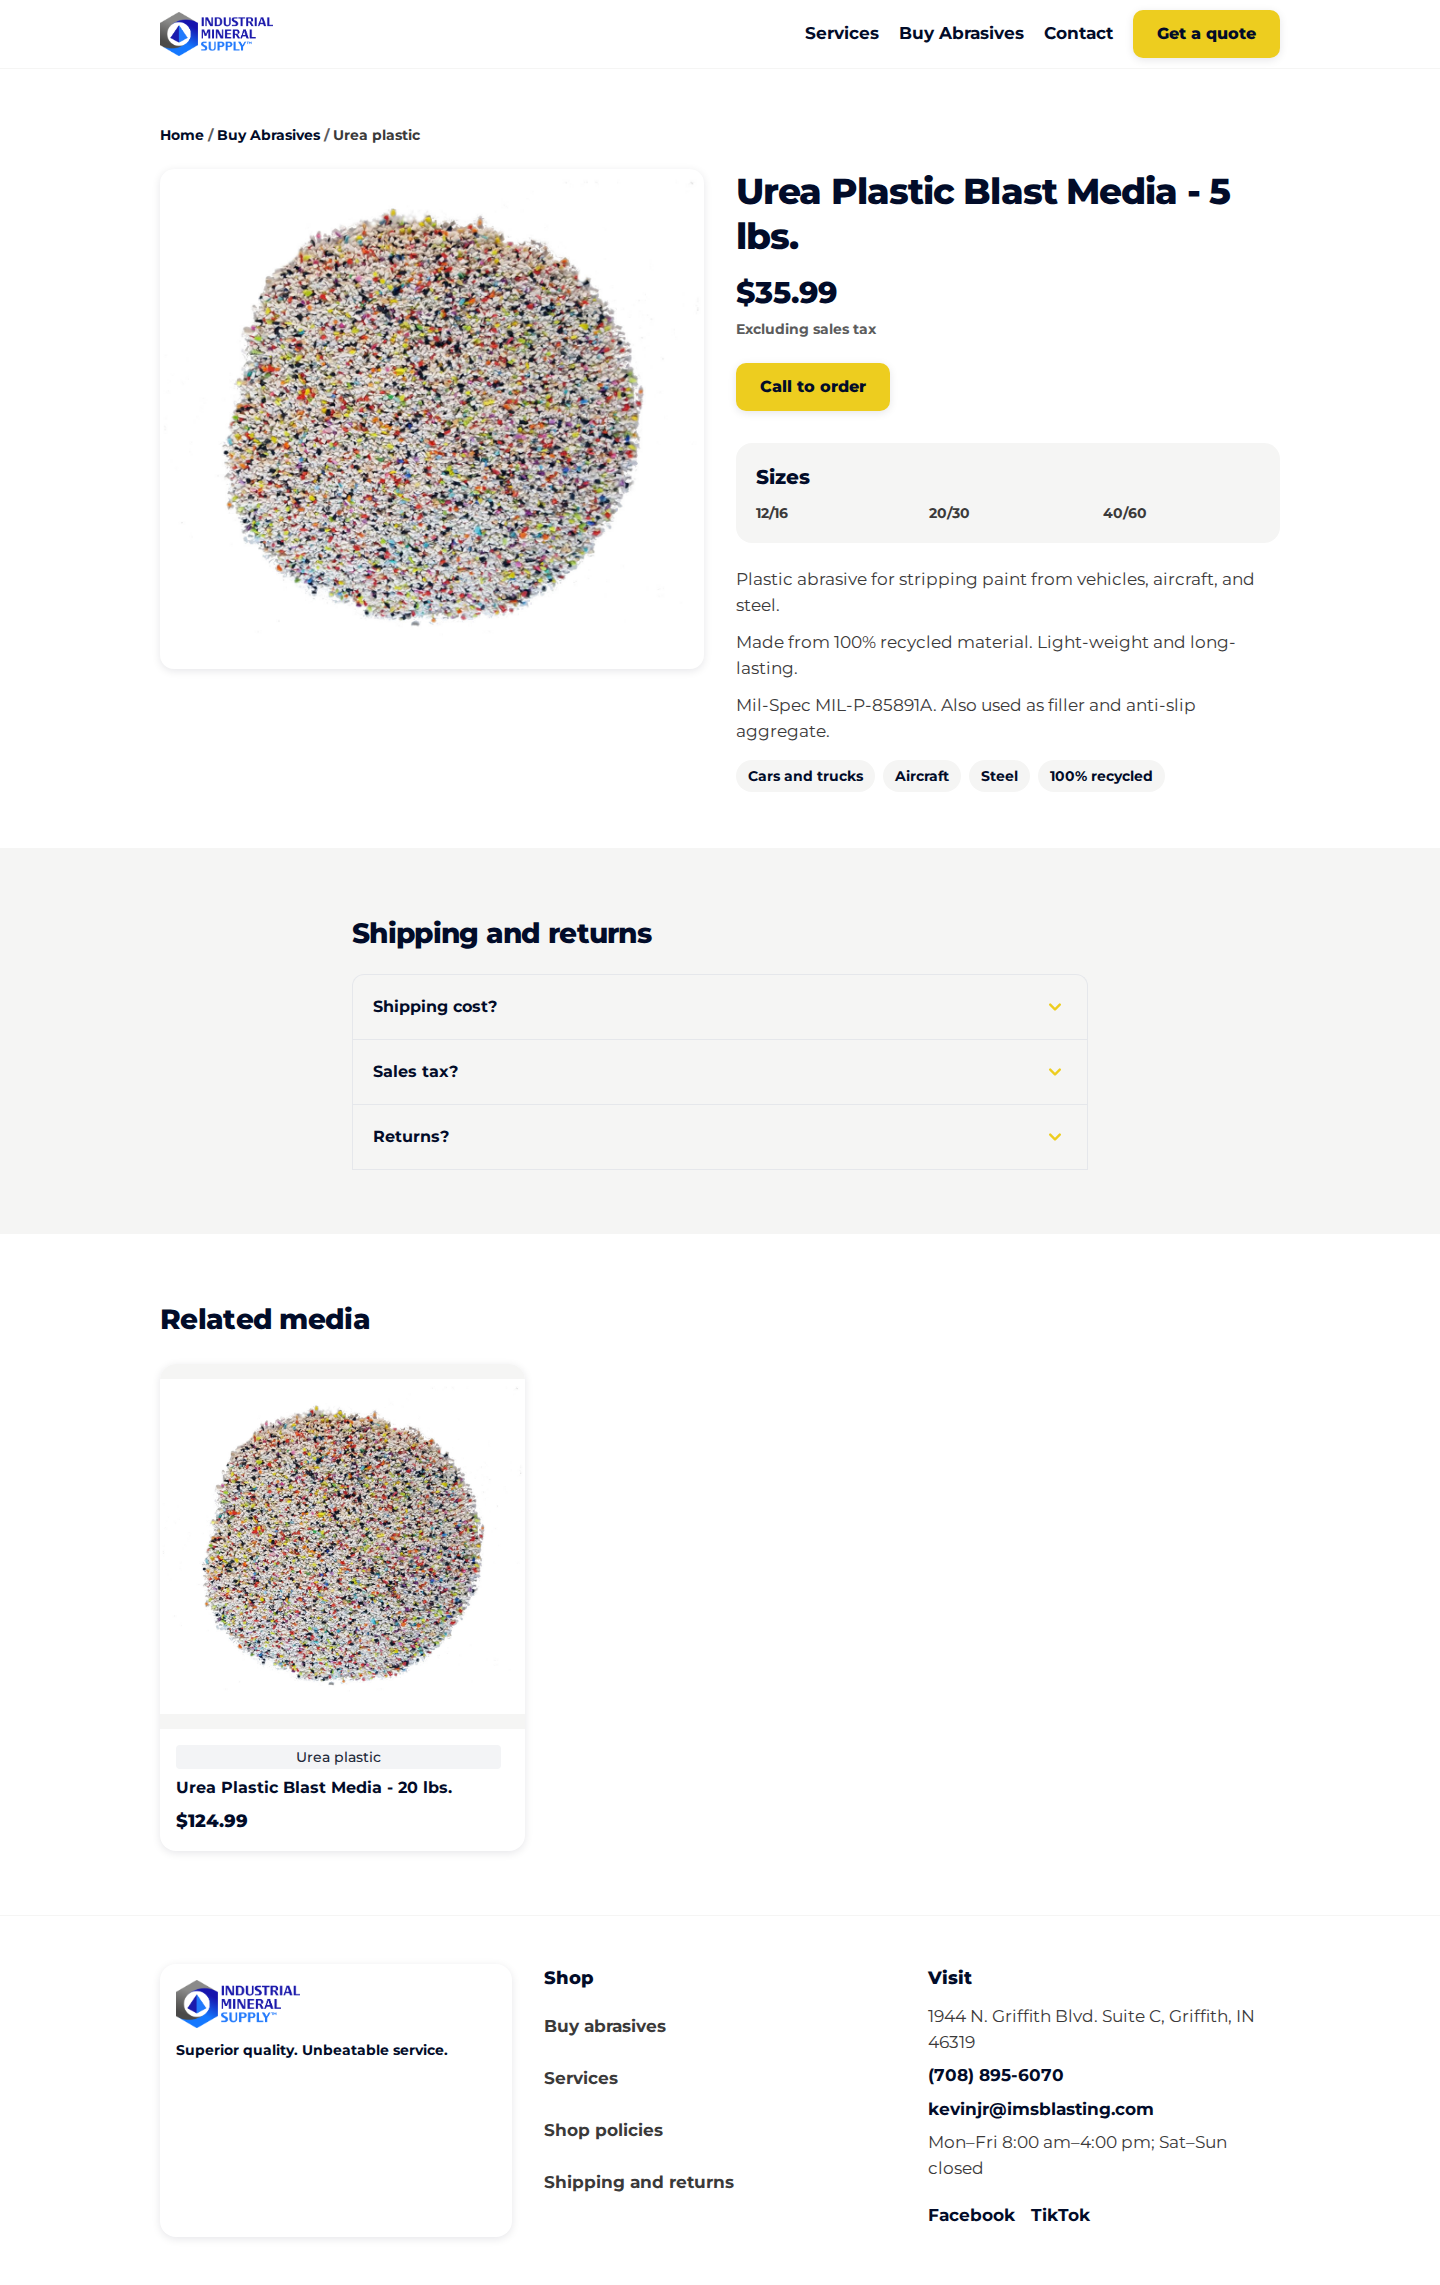 INDUSTRIAL
MINERAL
SUPPLY™
Services
Buy Abrasives
Contact
Get a quote
Home / Buy Abrasives / Urea plastic
Urea Plastic Blast Media - 5
lbs.
$35.99
Excluding sales tax
Call to order
Sizes
12/16
20/30
40/60
Plastic abrasive for stripping paint from vehicles, aircraft, and
steel.
Made from 100% recycled material. Light-weight and long-
lasting.
Mil-Spec MIL-P-85891A. Also used as filler and anti-slip
aggregate.
Cars and trucks
Aircraft
Steel
100% recycled
Shipping and returns
Shipping cost?
Sales tax?
Returns?
Related media
Urea plastic
Urea Plastic Blast Media - 20 lbs.
$124.99
INDUSTRIAL
MINERAL
SUPPLY™
Superior quality. Unbeatable service.
Shop
Buy abrasives
Services
Shop policies
Shipping and returns
Visit
1944 N. Griffith Blvd. Suite C, Griffith, IN
46319
(708) 895-6070
kevinjr@imsblasting.com
Mon–Fri 8:00 am–4:00 pm; Sat–Sun
closed
Facebook
TikTok